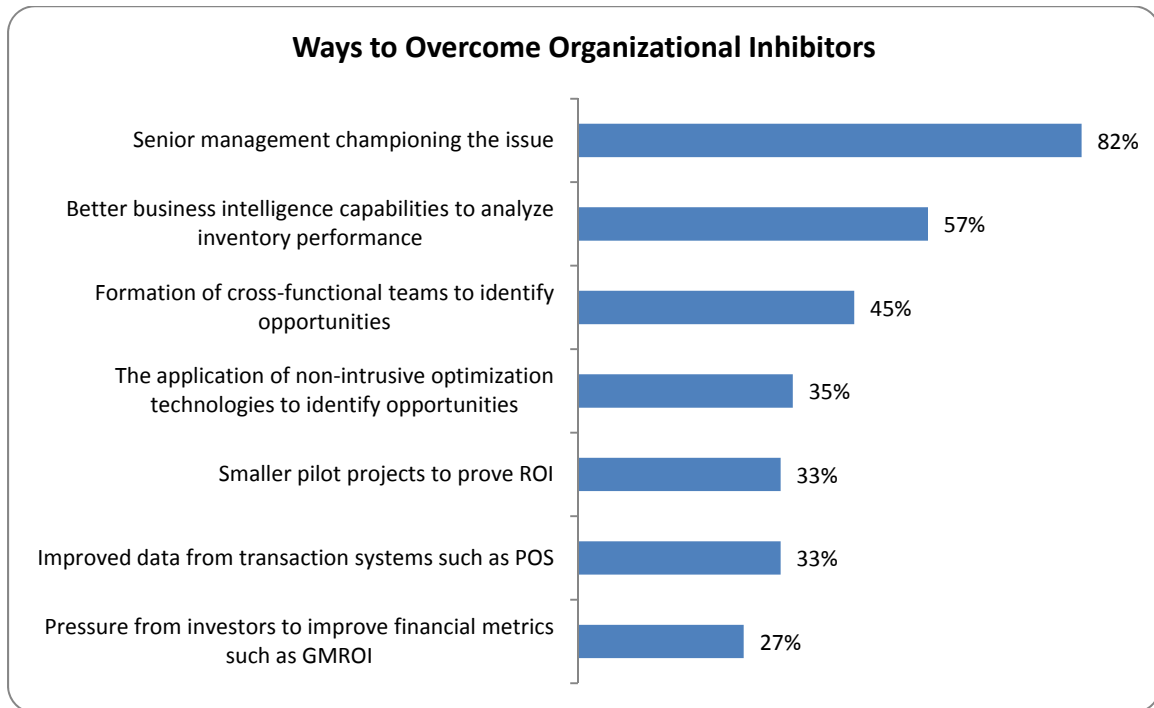 Ways to Overcome Organizational Inhibitors
Senior management championing the issue
82%
Better business intelligence capabilities to analyze
inventory performance
57%
Formation of cross-functional teams to identify
opportunities
45%
The application of non-intrusive optimization
technologies to identify opportunities
35%
Smaller pilot projects to prove ROI
33%
Improved data from transaction systems such as POS
33%
Pressure from investors to improve financial metrics
such as GMROI
27%